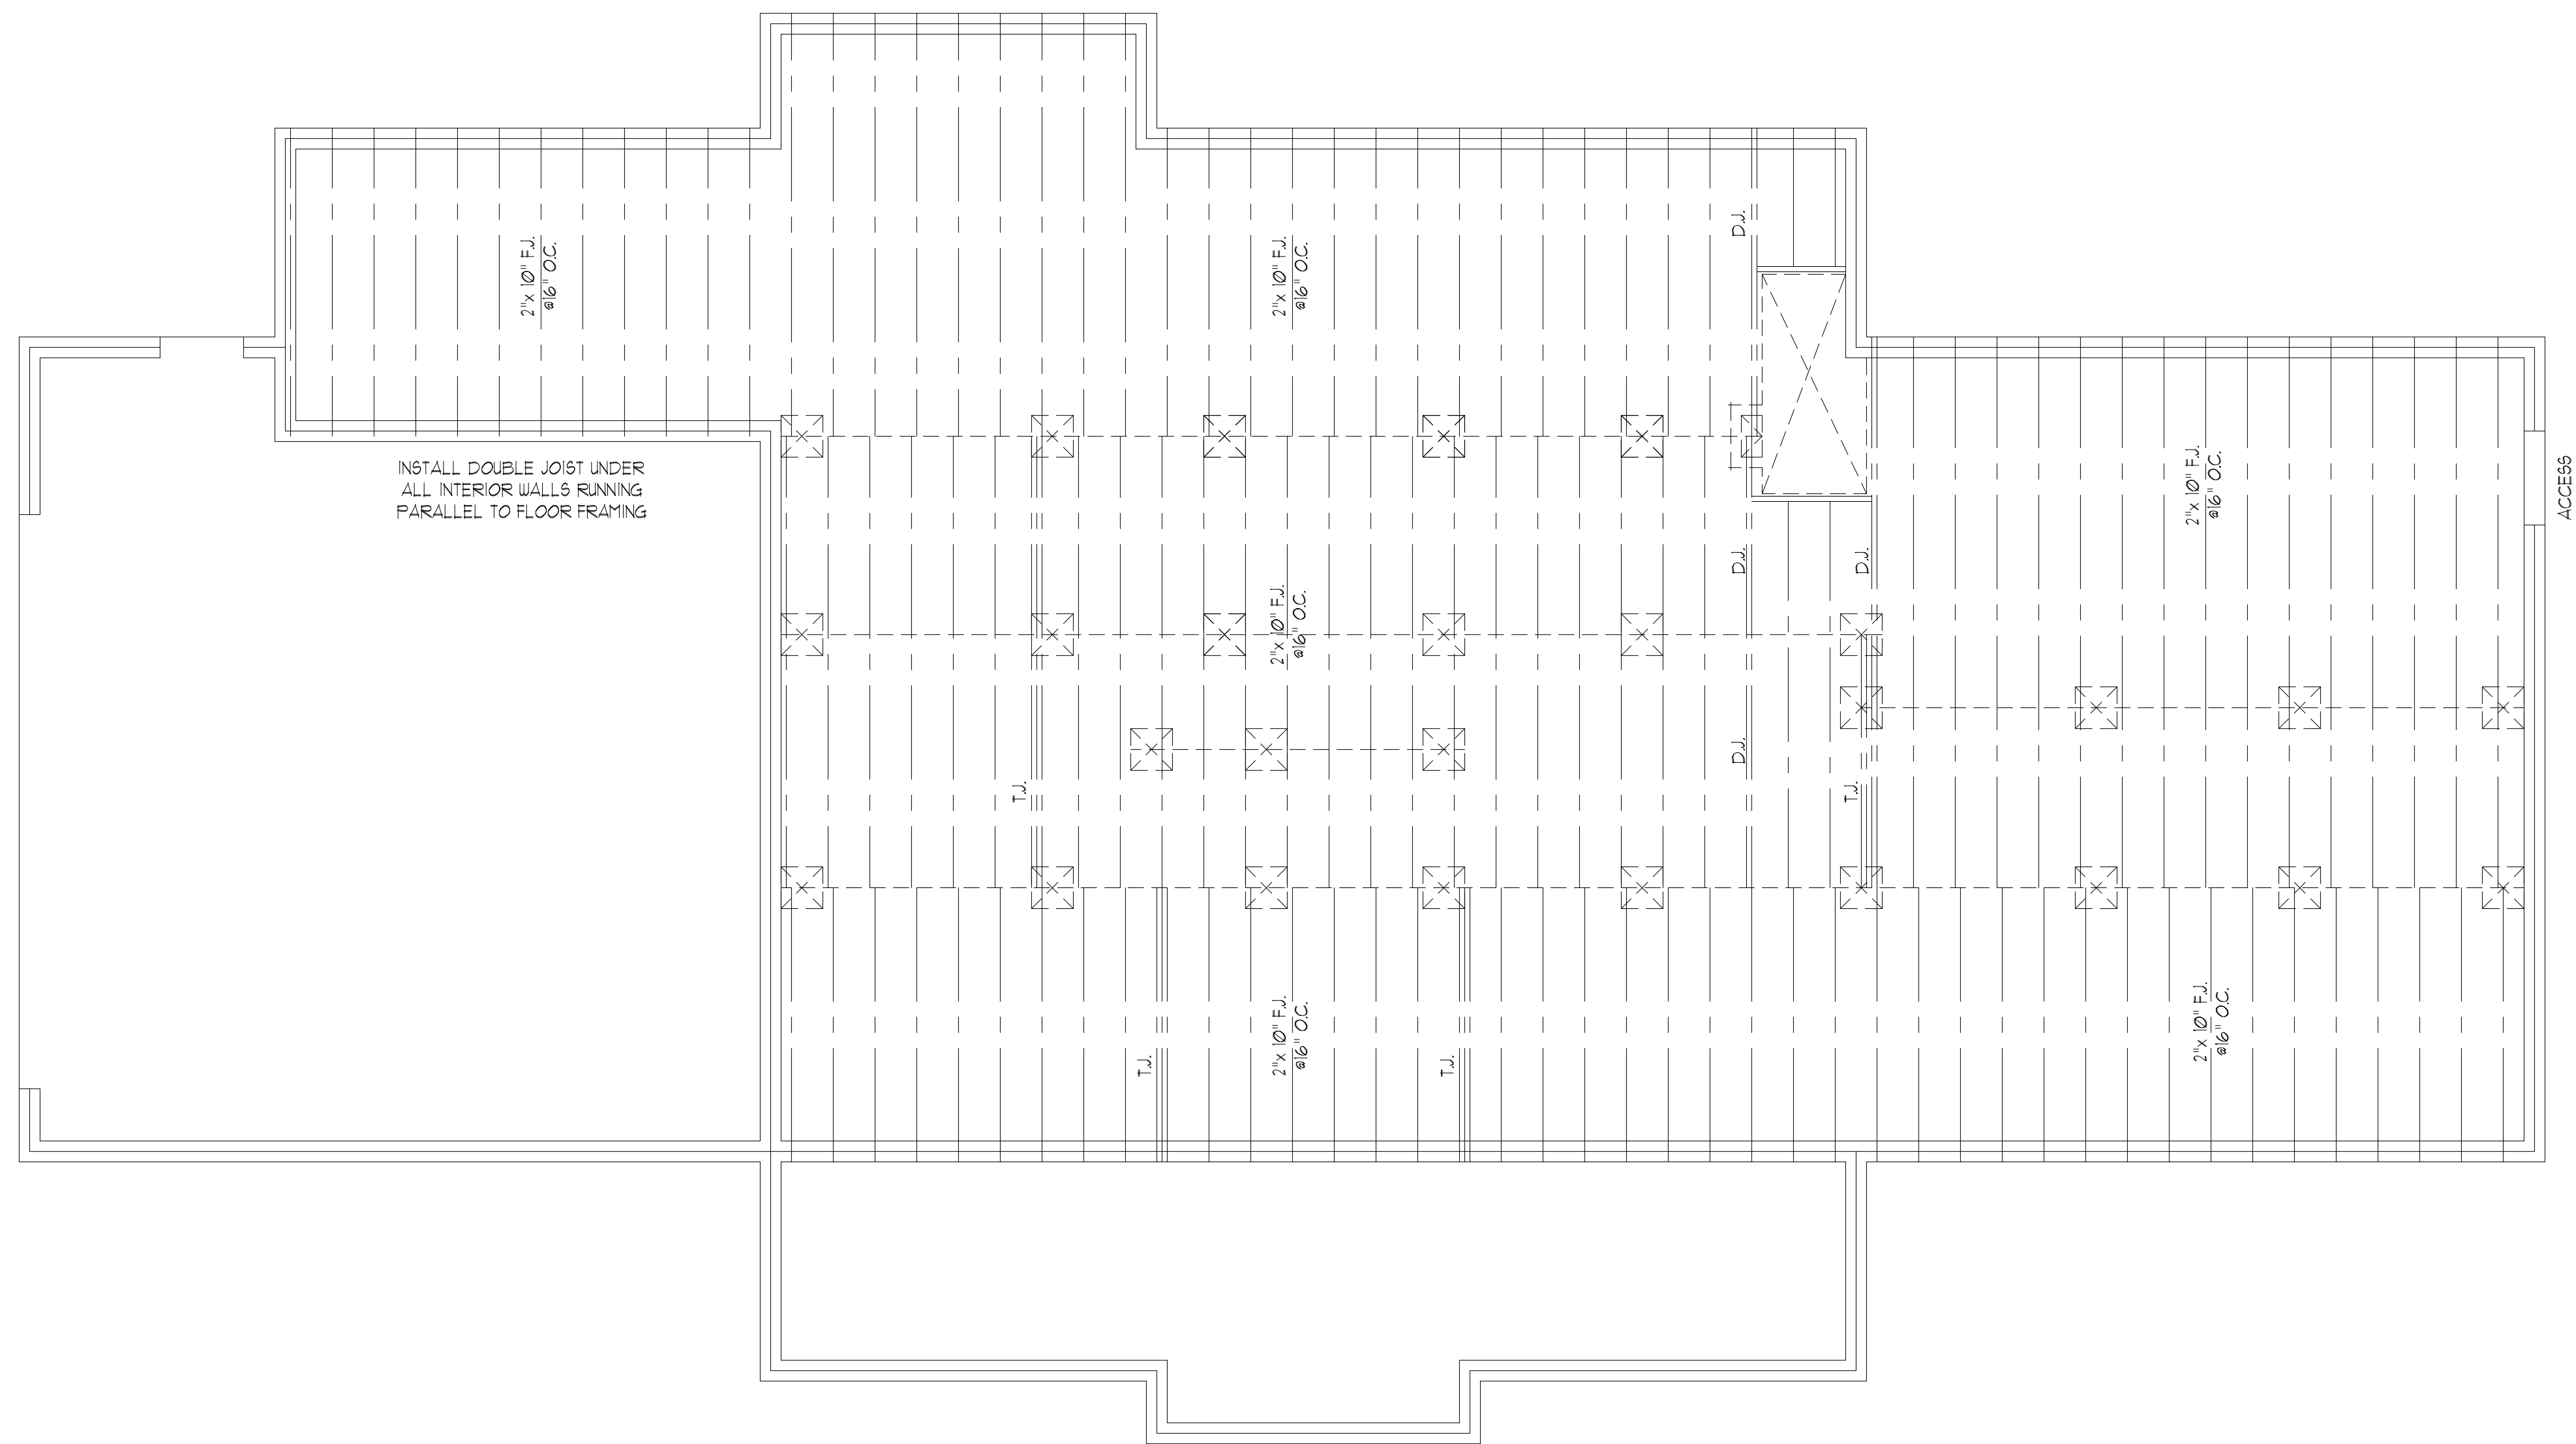 2"x 10" F.J.
@16" O.C.
2"x 10" F.J.
@16" O.C.
D.J.
INSTALL DOUBLE JOIST UNDER
ALL INTERIOR WALLS RUNNING
PARALLEL TO FLOOR FRAMING
2"x 10" F.J.
@16" O.C.
ACCESS
2"x 10" F.J.
@16" O.C.
D.J.
D.J.
D.J.
T.J.
T.J.
T.J.
2"x 10" F.J.
@16" O.C.
T.J.
2"x 10" F.J.
@16" O.C.